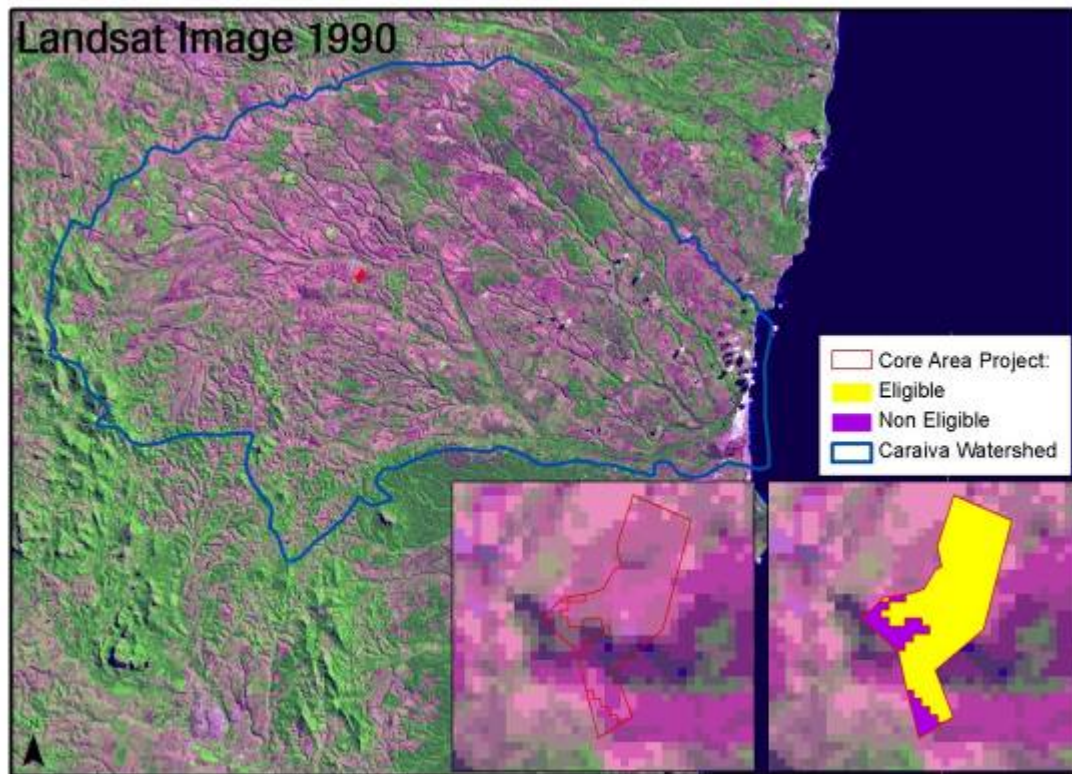 Landsat Image 1990
Core Area Project:
Eligible
Non Eligible
Caraiva Watershed